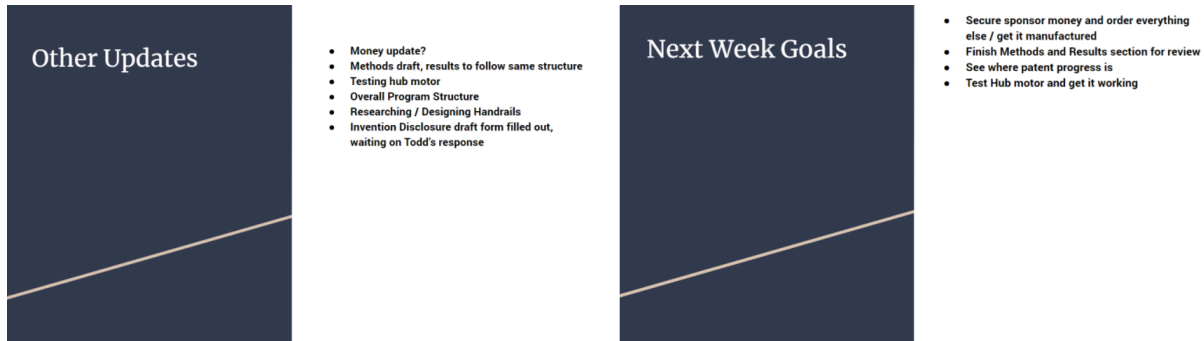 Other Updates
● Money update?
● Methods draft, results to follow same structure
● Testing hub motor
● Overall Program Structure
● Researching / Designing Handrails
● Invention Disclosure draft form filled out,
waiting on Todd's response
Next Week Goals
● Secure sponsor money and order everything
else / get it manufactured
● Finish Methods and Results section for review
● See where patent progress is
● Test Hub motor and get it working